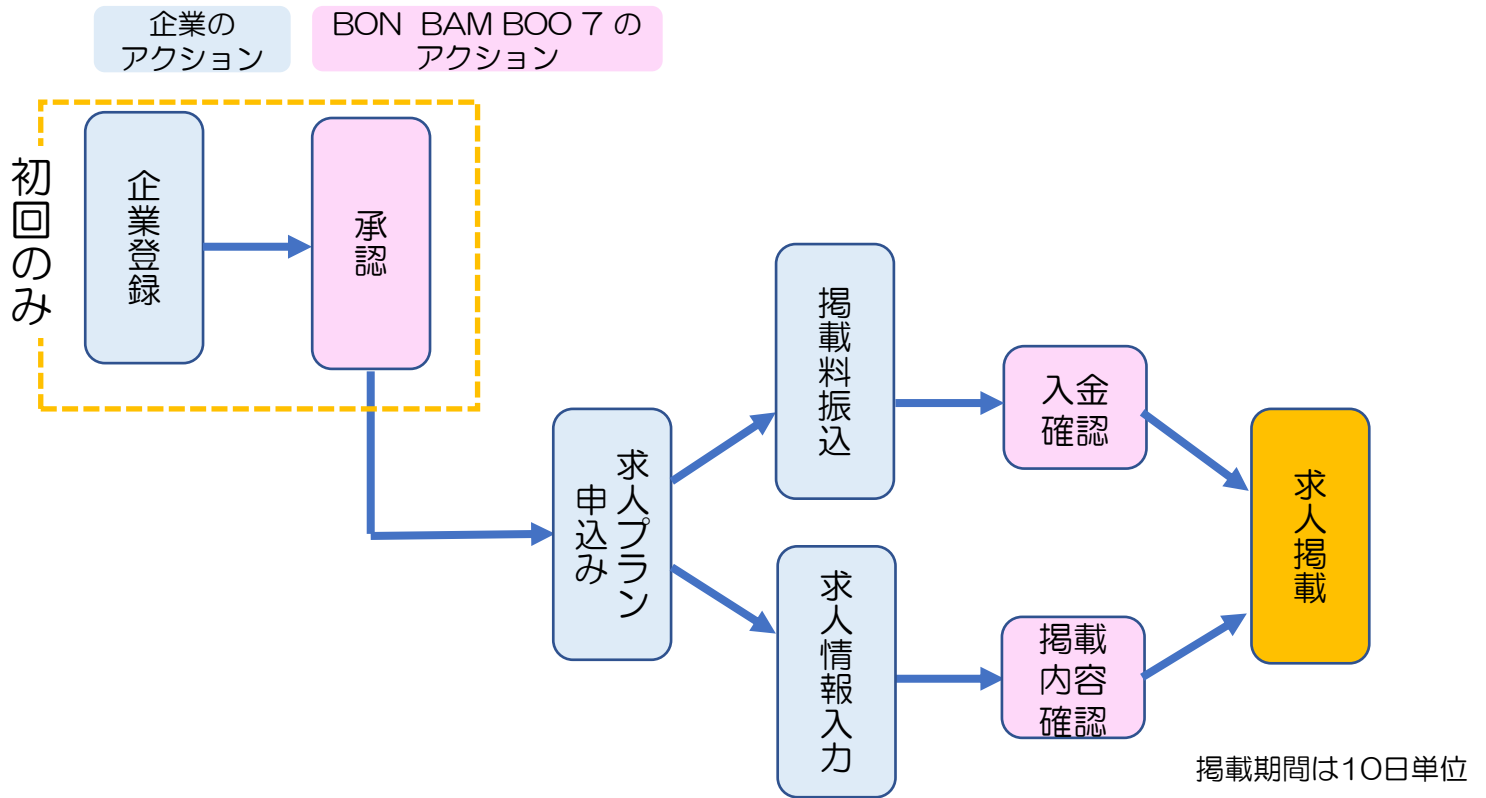 企業の
アクション
BON BAM BOO 7 の
アクション
初回のみ
企業登録
承認
求人プラン
申込み
掲載料振込
入金
確認
求人情報入力
掲載
内容
確認
求人掲載
掲載期間は10日単位